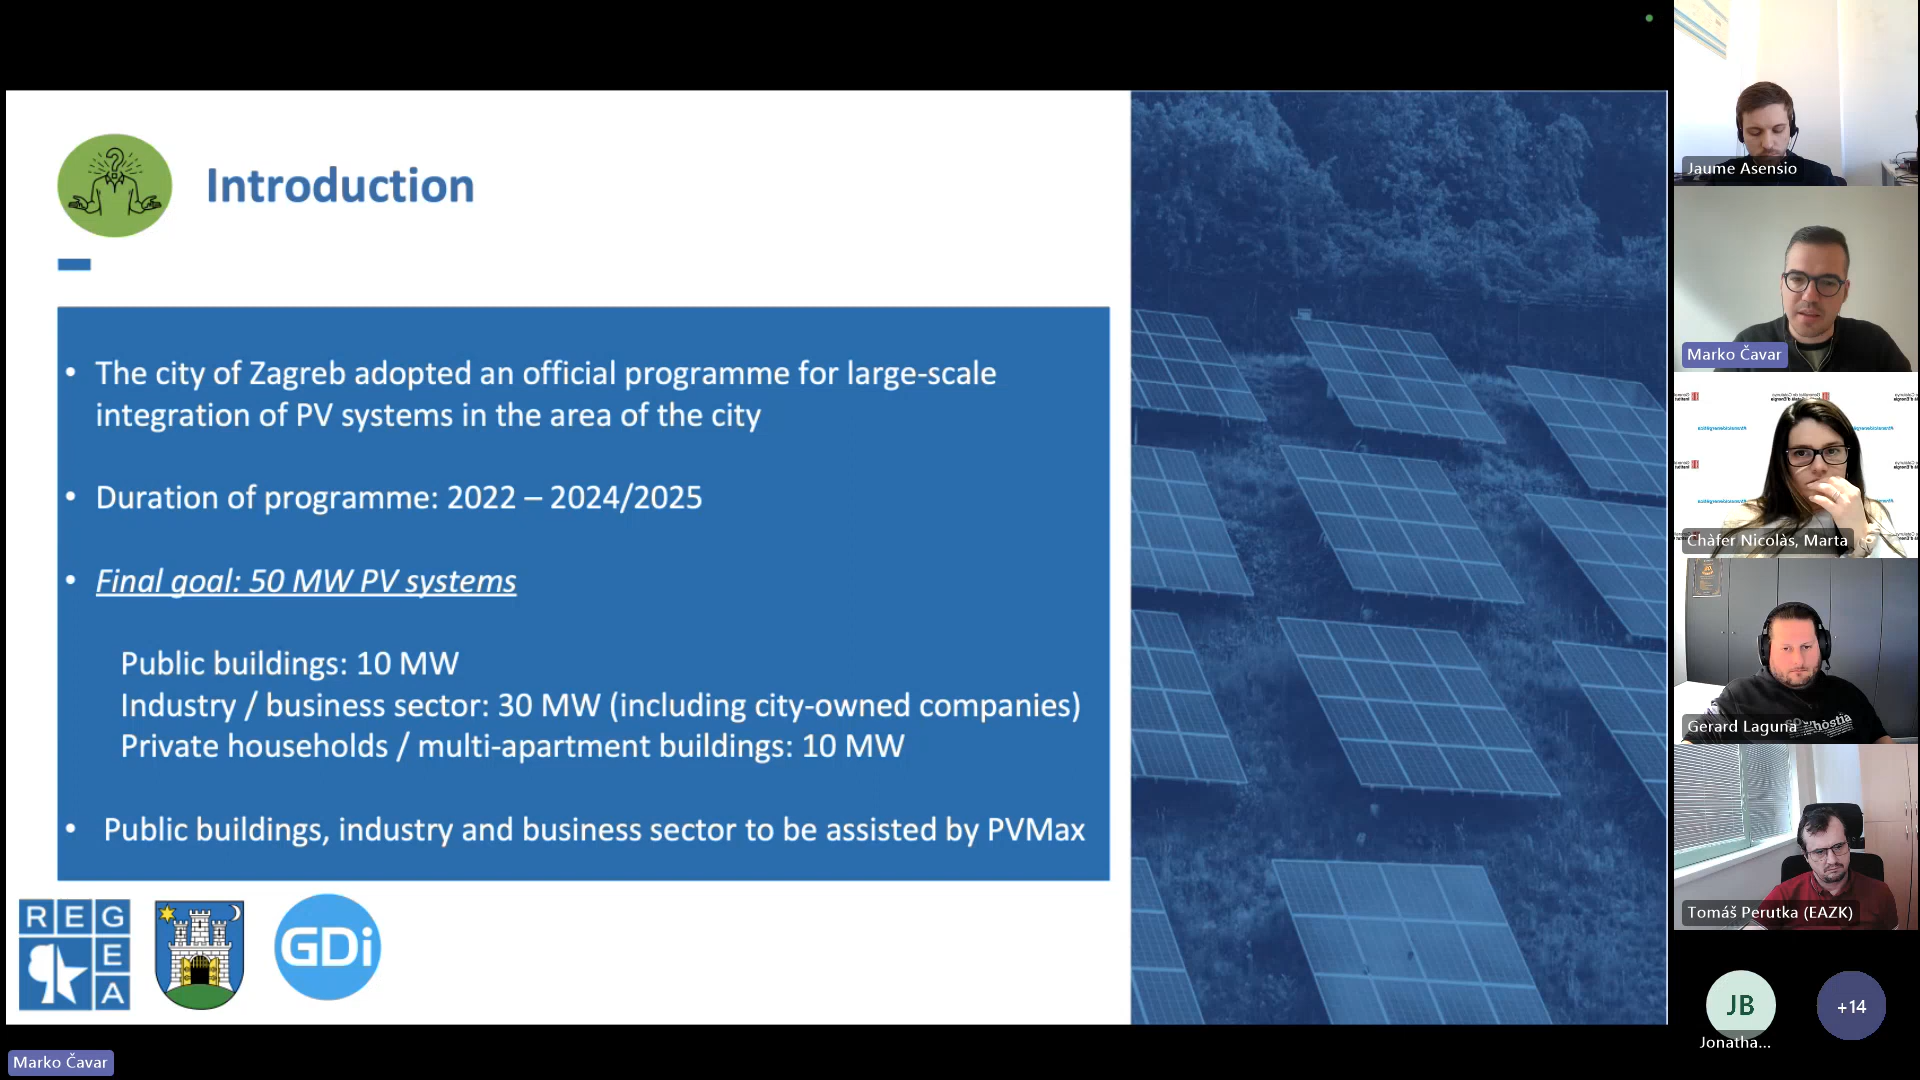 Introduction
• The city of Zagreb adopted an official programme for large-scale
integration of PV systems in the area of the city
• Duration of programme: 2022 – 2024/2025
• Final goal: 50 MW PV systems
Public buildings: 10 MW
Industry / business sector: 30 MW (including city-owned companies)
Private households / multi-apartment buildings: 10 MW
• Public buildings, industry and business sector to be assisted by PVMax
REG
E
A
GDi
Marko Čavar
Jaume Asensio
Marko Čavar
Chàfer Nicolàs, Marta
hòstia
Gerard Laguna
Tomáš Perutka (EAZK)
JB
Jonatha...
+14